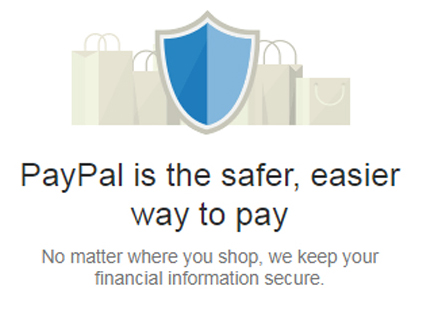 PayPal is the safer, easier
way to pay
No matter where you shop, we keep your
financial information secure.